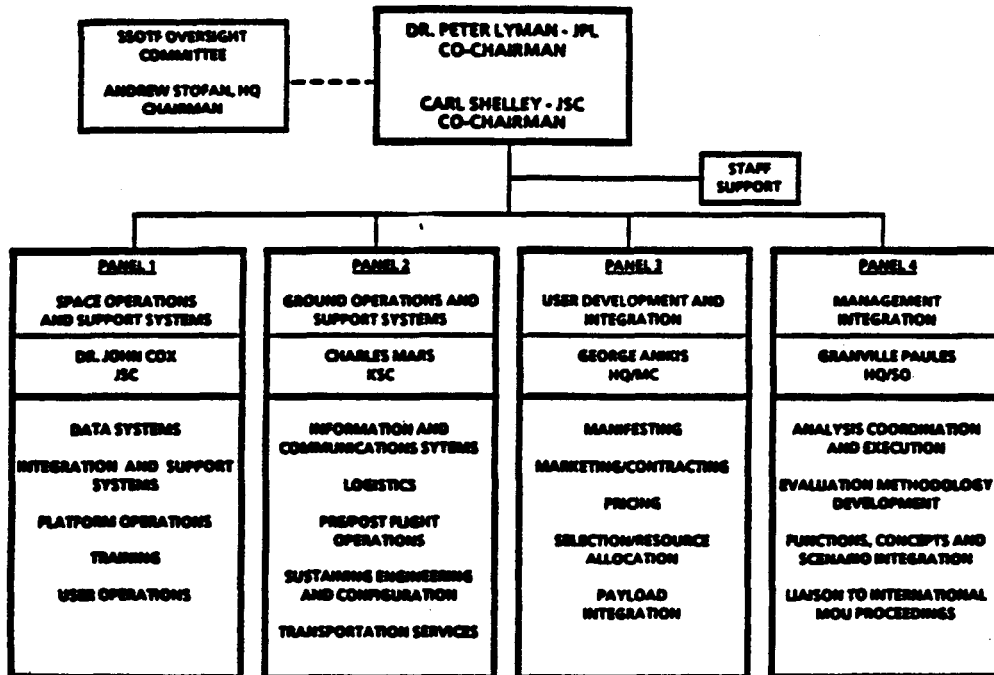 SSOTF OVERSIGHT
COMMITTEE
ANDREW STOFAN, HQ
CHAIRMAN
DR. PETER LYMAN - JPL
CO-CHAIRMAN
CARL SHELLEY - JSC
CO-CHAIRMAN
STAFF
SUPPORT
PANEL 1
SPACE OPERATIONS
AND SUPPORT SYSTEMS
DR. JOHN COX
JSC
DATA SYSTEMS
INTEGRATION AND SUPPORT
SYSTEMS
PLATFORM OPERATIONS
TRAINING
USER OPERATIONS
PANEL 2
GROUND OPERATIONS AND
SUPPORT SYSTEMS
CHARLES MARS
KSC
INFORMATION AND
COMMUNICATIONS SYTEMS
LOGISTICS
PRE/POST FLIGHT
OPERATIONS
SUSTAINING ENGINEERING
AND CONFIGURATION
TRANSPORTATION SERVICES
PANEL 3
USER DEVELOPMENT AND
INTEGRATION
GEORGE ANNIS
HQ/MC
MANIFESTING
MARKETING/CONTRACTING
PRICING
SELECTION/RESOURCE
ALLOCATION
PAYLOAD
INTEGRATION
PANEL 4
MANAGEMENT
INTEGRATION
GRANVILLE PAULES
HQ/SO
ANALYSIS COORDINATION
AND EXECUTION
EVALUATION METHODOLOGY
DEVELOPMENT
FUNCTIONS, CONCEPTS AND
SCENARIO INTEGRATION
LIAISON TO INTERNATIONAL
MOU PROCEEDINGS